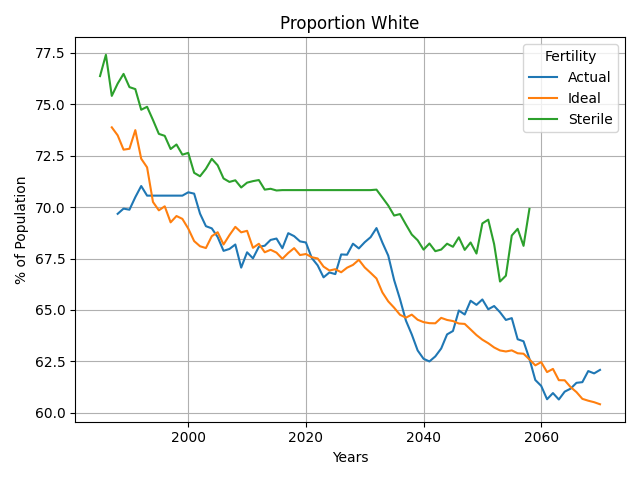 Proportion White
% of Population
77.5
75.0
72.5
70.0
67.5
65.0
62.5
60.0
Fertility
Actual
Ideal
Sterile
2000
2020
2040
2060
Years